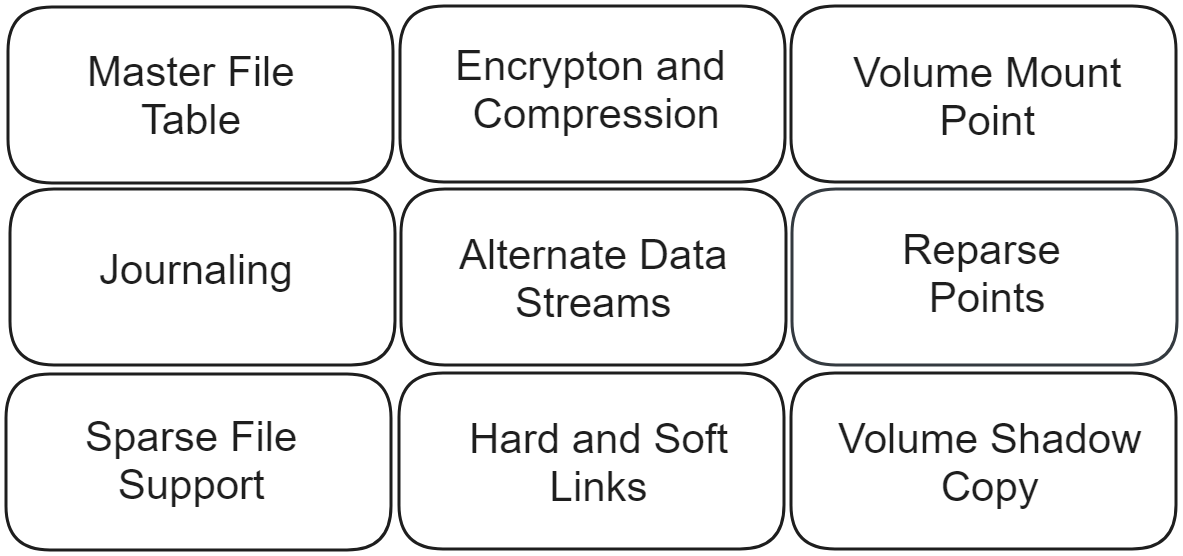 Master File
Table
Encrypton and
Compression
Volume Mount
Point
Journaling
Alternate Data
Streams
Reparse
Points
Sparse File
Support
Hard and Soft
Links
Volume Shadow
Copy